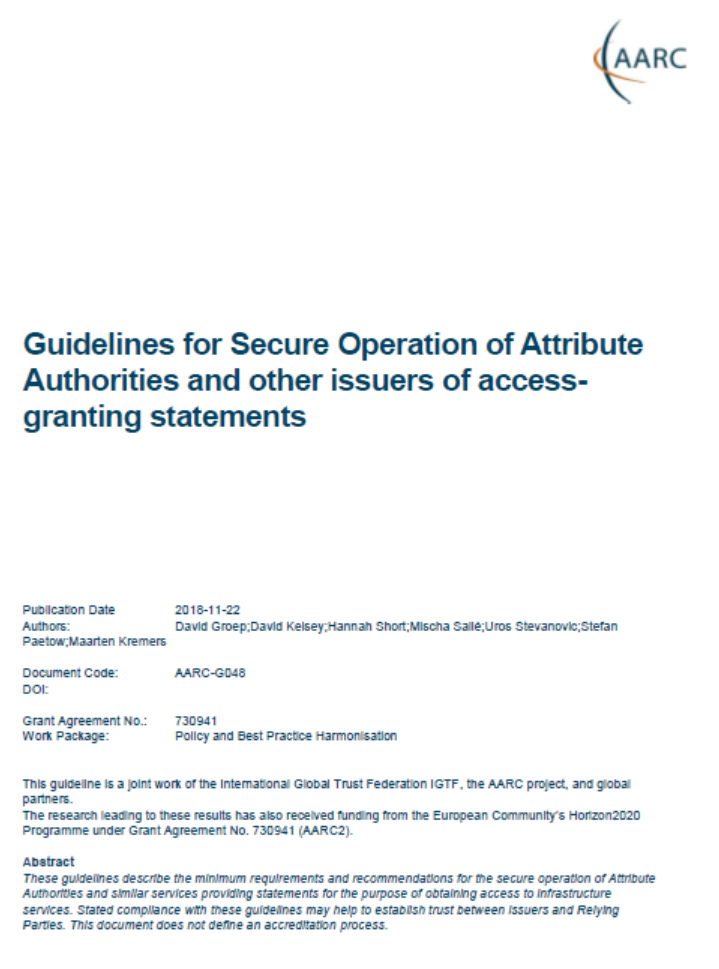 AARC
Guidelines for Secure Operation of Attribute
Authorities and other issuers of access-
granting statements
Publication Date 2018-11-22
Authors: David Groep;David Kelsey;Hannah Short;Mischa Sallé;Uros Stevanovic;Stefan
Paetow;Maarten Kremers
Document Code: AARC-G048
DOI:
Grant Agreement No.: 730941
Work Package: Policy and Best Practice Harmonisation
This guideline is a joint work of the International Global Trust Federation IGTF, the AARC project, and global
partners.
The research leading to these results has also received funding from the European Community's Horizon2020
Programme under Grant Agreement No. 730941 (AARC2).
Abstract
These guidelines describe the minimum requirements and recommendations for the secure operation of Attribute
Authorities and similar services providing statements for the purpose of obtaining access to infrastructure
services. Stated compliance with these guidelines may help to establish trust between issuers and Relying
Parties. This document does not define an accreditation process.